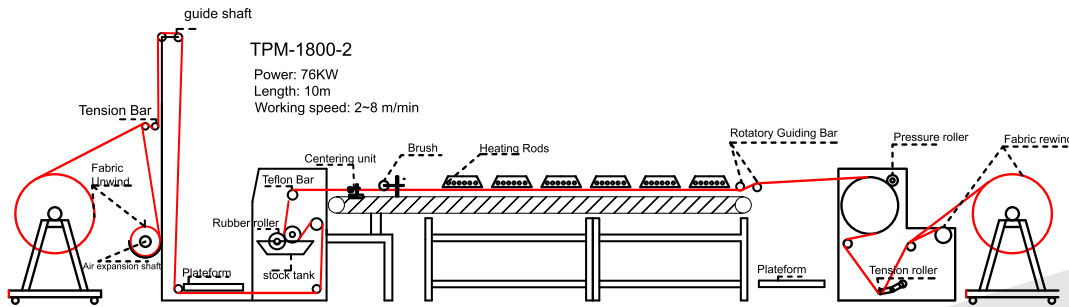 guide shaft
TPM-1800-2
Power: 76KW
Length: 10m
Working speed: 2~8 m/min
Tension Bar
Fabric
Unwind
Air expansion shaft
Plateform
Centering unit
Teflon Bar
Rubber roller
stock tank
Brush
Heating Rods
Rotatory Guiding Bar
Pressure roller
Fabric rewind
Plateform
Tension roller